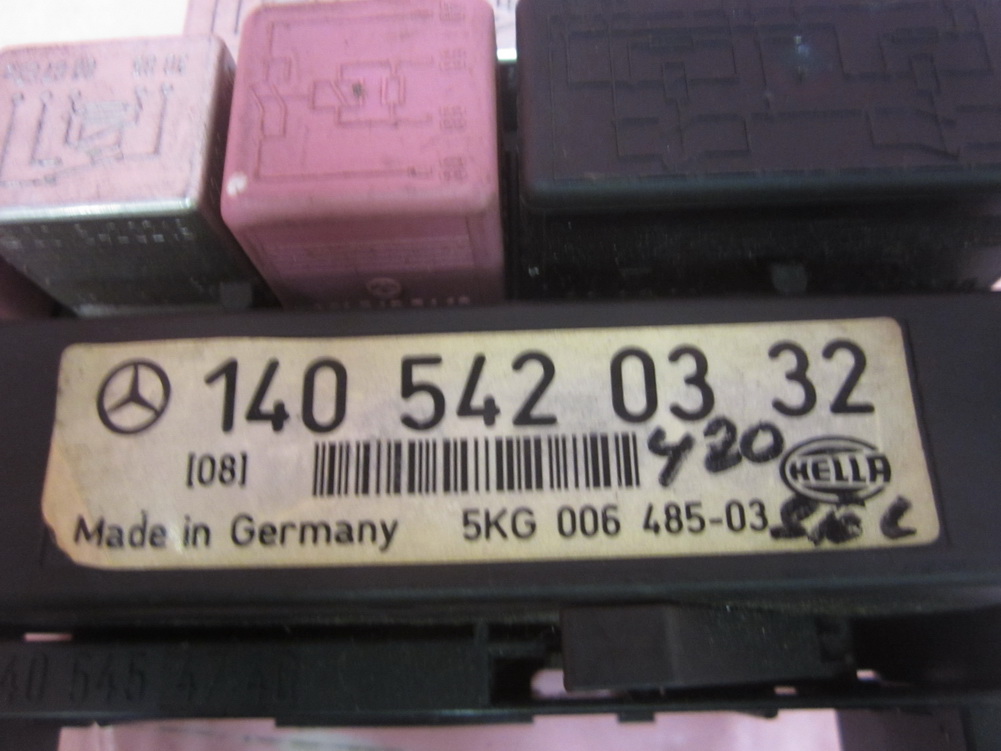 140 542 03 32
[08]
420
HELLA
Made in Germany
5KG 006 485-03